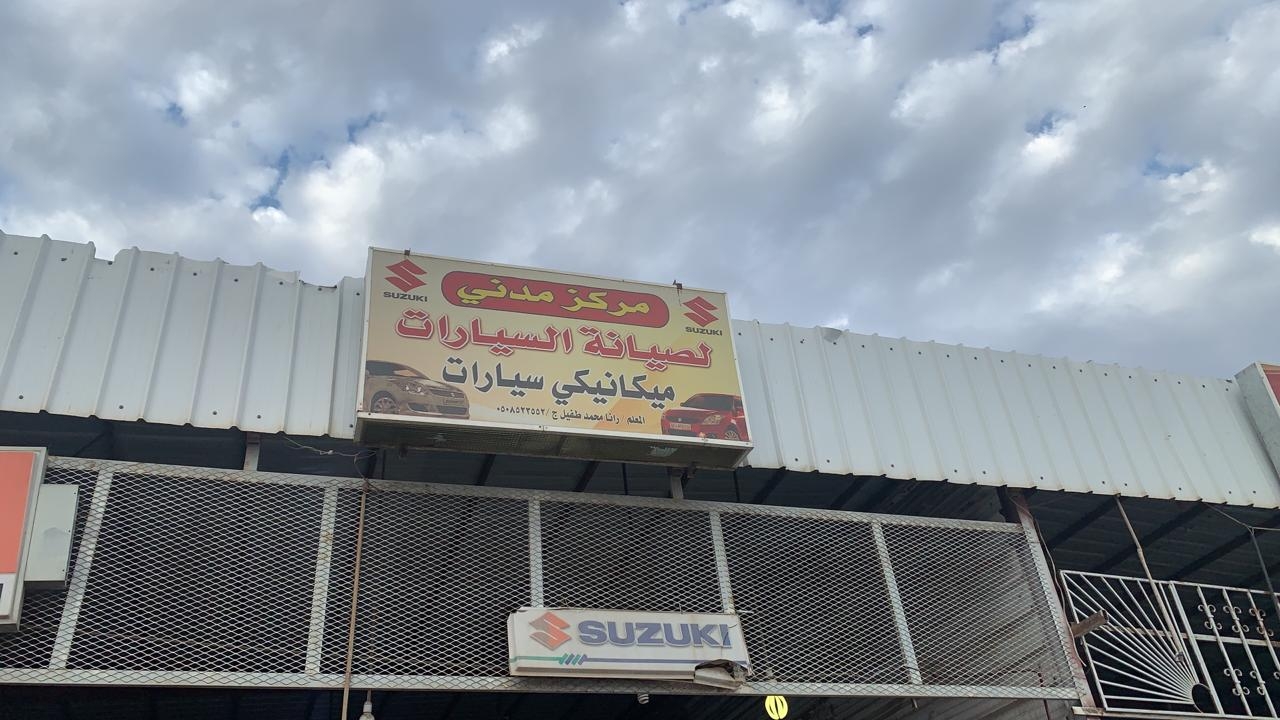 مركز مدني
SUZUKI
SUZUKI
لصيانة السيارات
ميكانيكي سيارات
المعلم / رانا محمد طفيل ج / ٠٥٠٨٥٢٣٥٥٢
SUZUKI